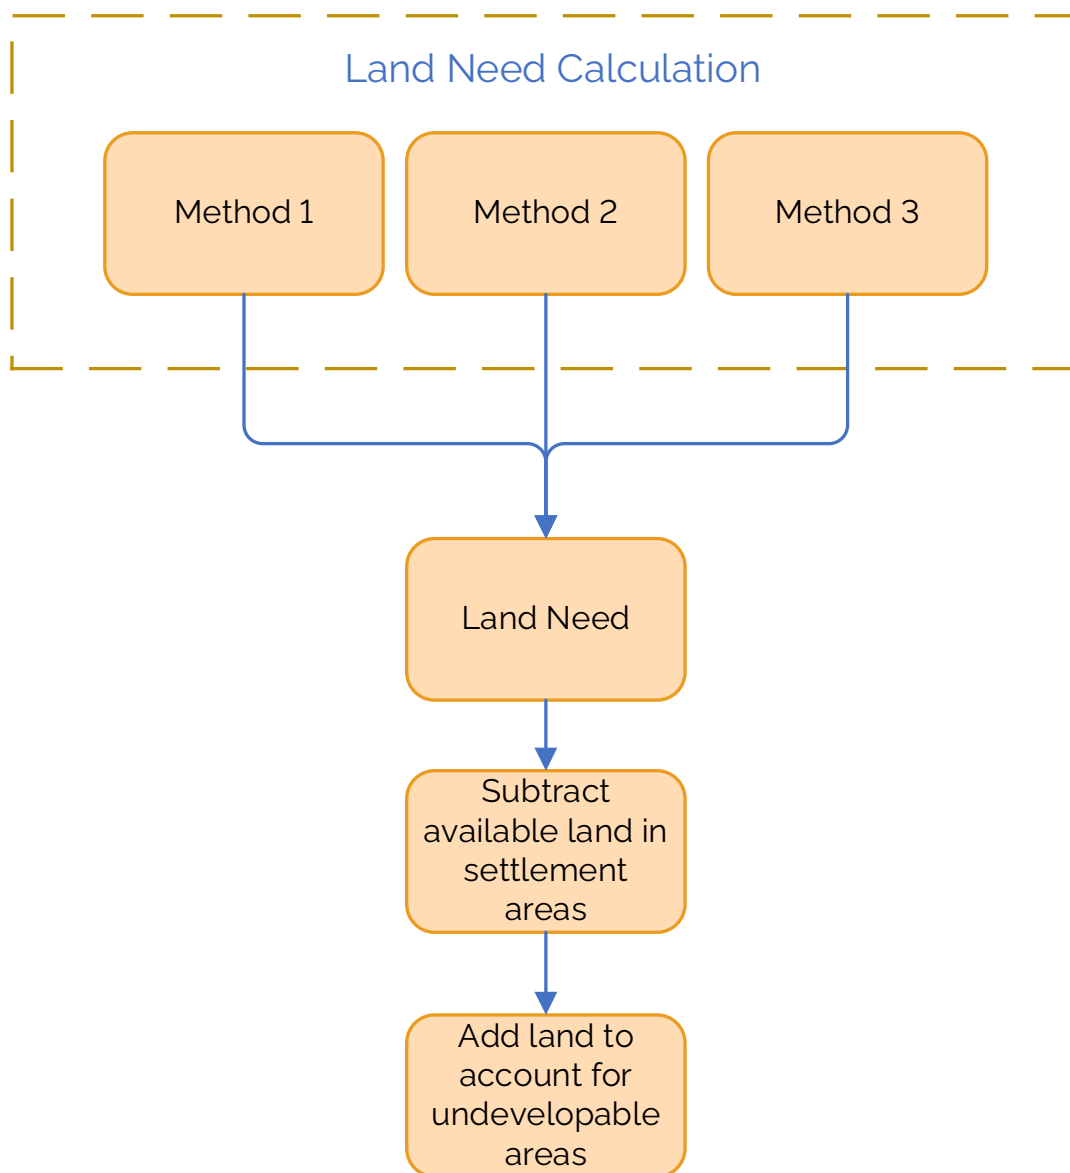 Land Need Calculation
Method 1
Method 2
Method 3
Land Need
Subtract
available land in
settlement
areas
Add land to
account for
undevelopable
areas